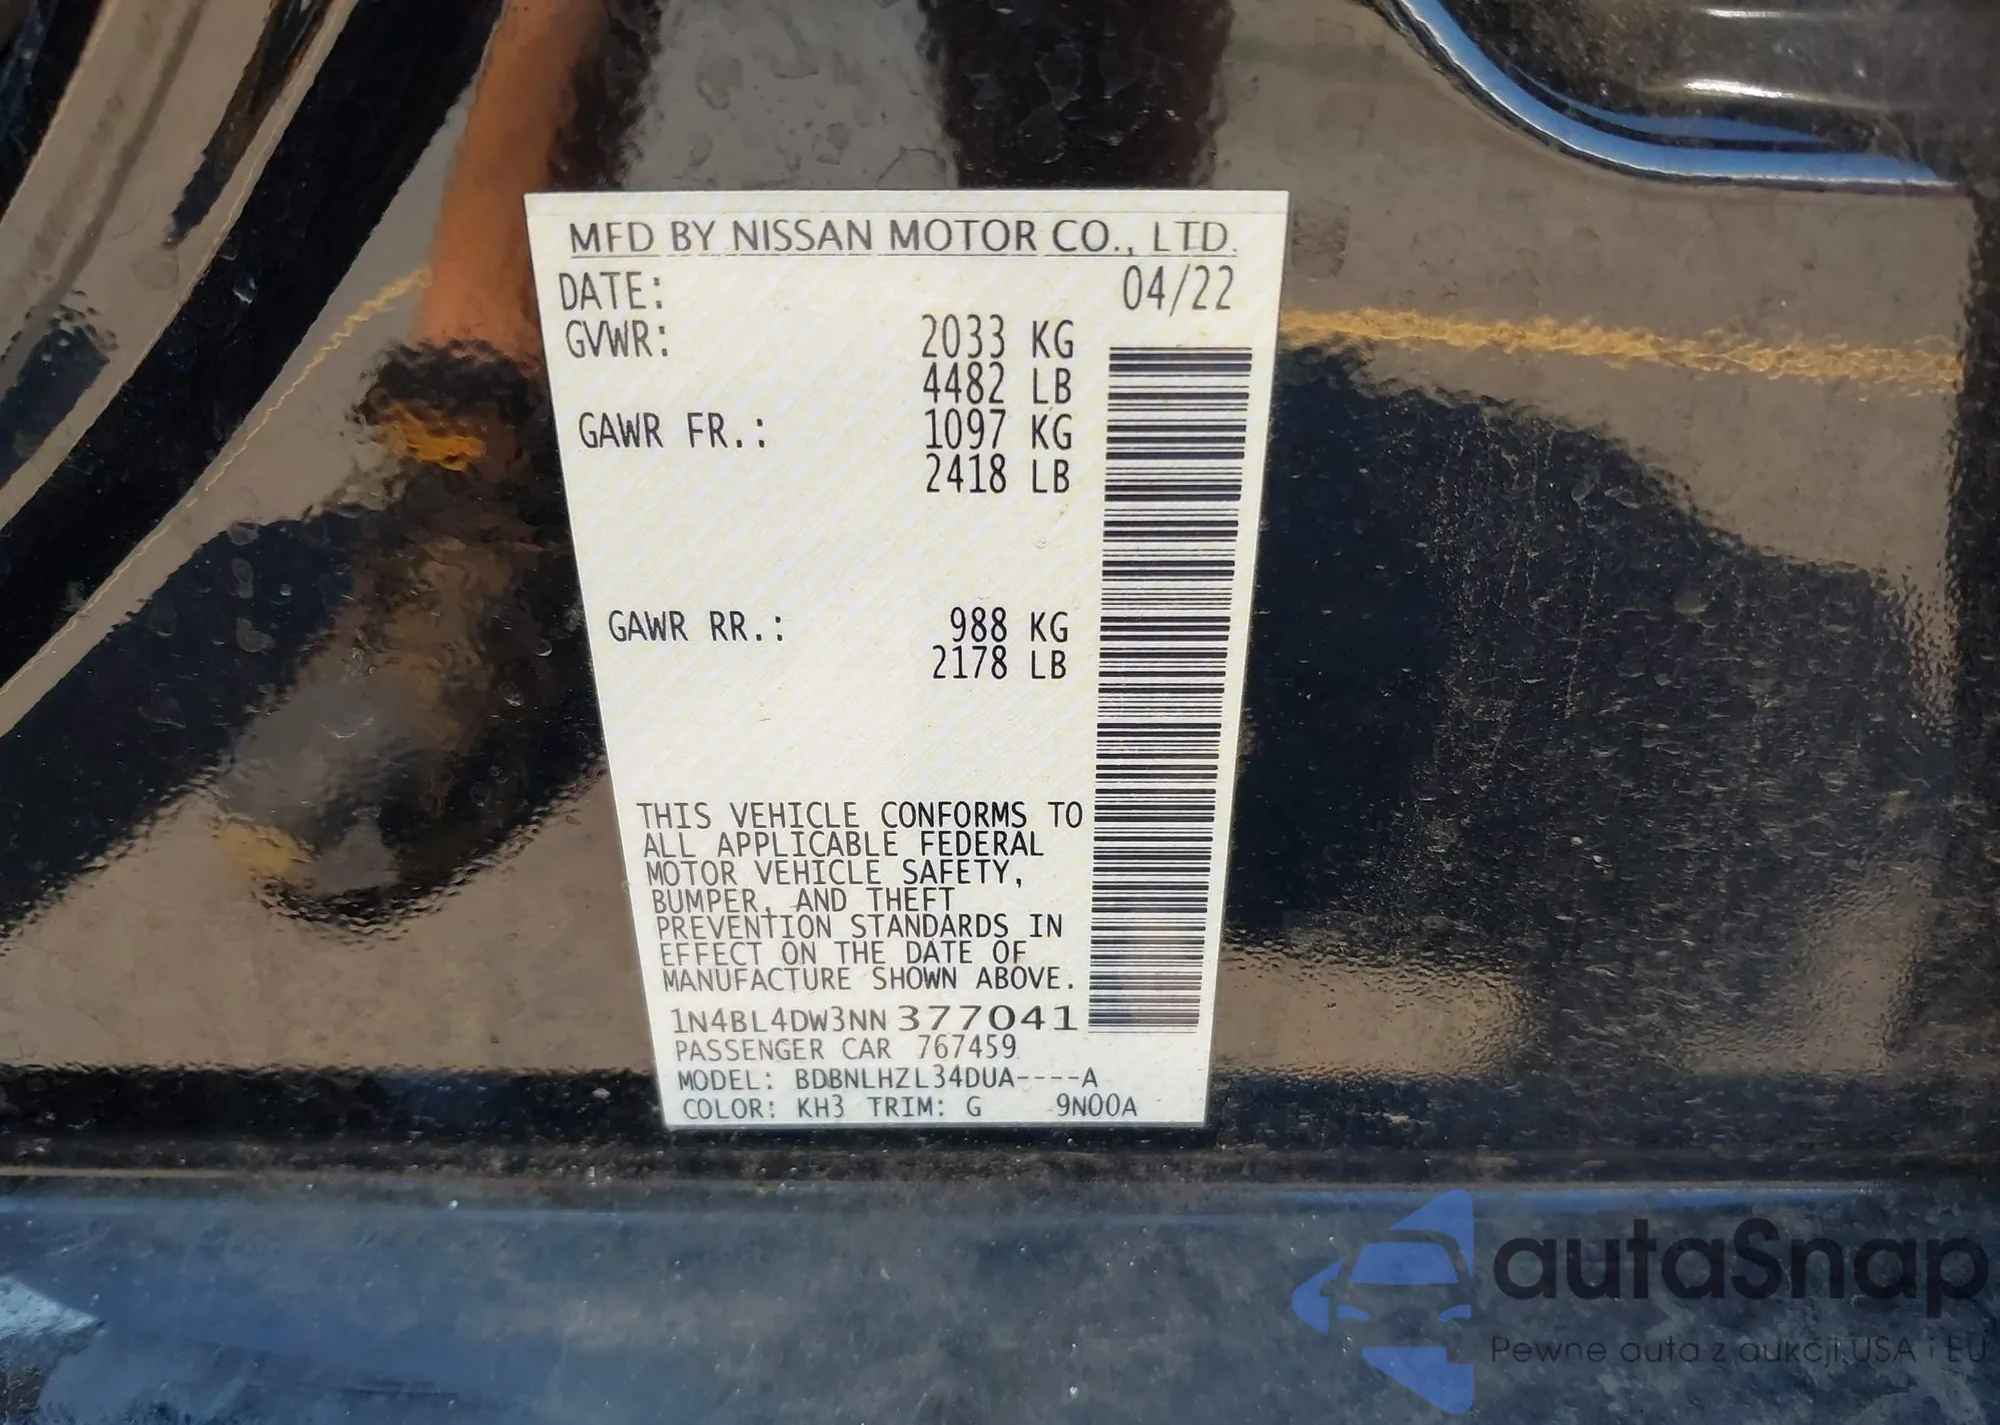 MFD BY NISSAN MOTOR CO., LTD.
DATE: 04/22
GVWR: 2033 KG
4482 LB
GAWR FR.: 1097 KG
2418 LB
GAWR RR.: 988 KG
2178 LB
THIS VEHICLE CONFORMS TO
ALL APPLICABLE FEDERAL
MOTOR VEHICLE SAFETY,
BUMPER, AND THEFT
PREVENTION STANDARDS IN
EFFECT ON THE DATE OF
MANUFACTURE SHOWN ABOVE.
1N4BL4DW3NN377041
PASSENGER CAR 767459
MODEL: BDBNLHZL34DUA----A
COLOR: KH3 TRIM: G 9N00A
autaSnap
Pewne auta z aukcji USA i EU